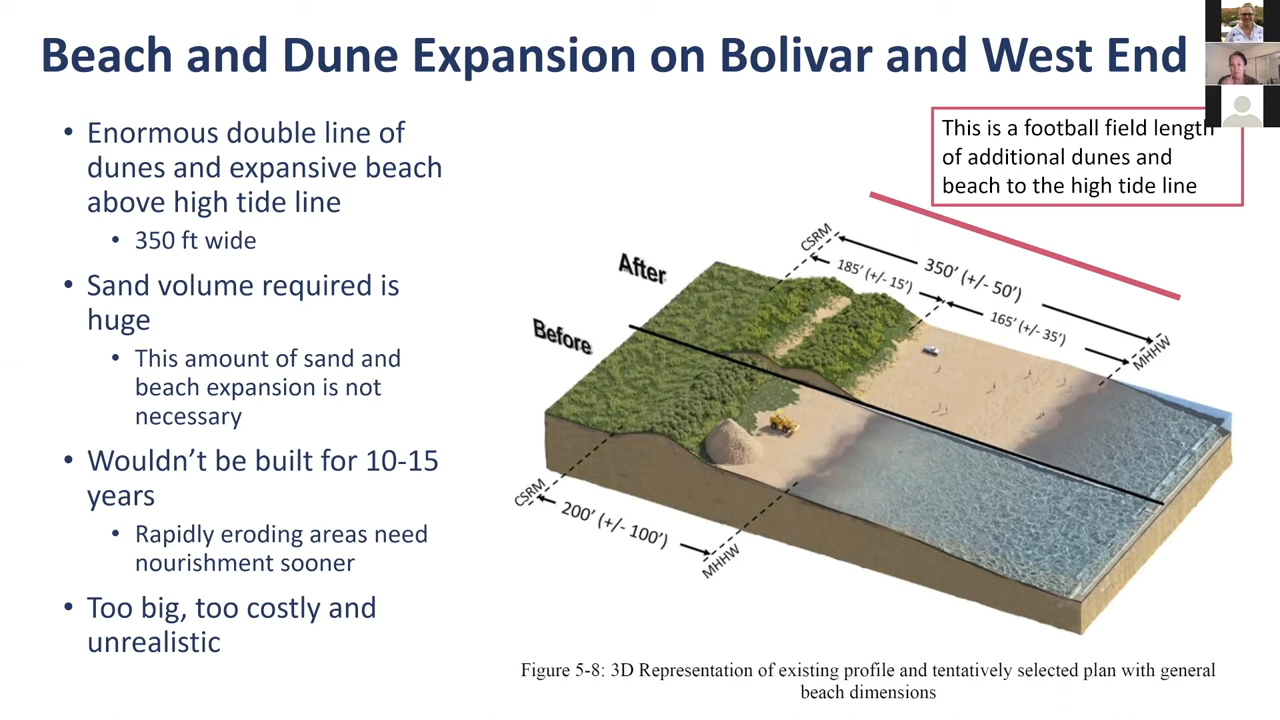 Beach and Dune Expansion on Bolivar and West End
• Enormous double line of
dunes and expansive beach
above high tide line
• 350 ft wide
• Sand volume required is
huge
• This amount of sand and
beach expansion is not
necessary
• Wouldn't be built for 10-15
years
• Rapidly eroding areas need
nourishment sooner
• Too big, too costly and
unrealistic
This is a football field length
of additional dunes and
beach to the high tide line
After
Before
CSRM
350' (+/- 50')
185' (+/- 15')
165' (+/- 35')
MHHW
CSRM
200' (+/- 100')
MHHW
Figure 5-8: 3D Representation of existing profile and tentatively selected plan with general
beach dimensions